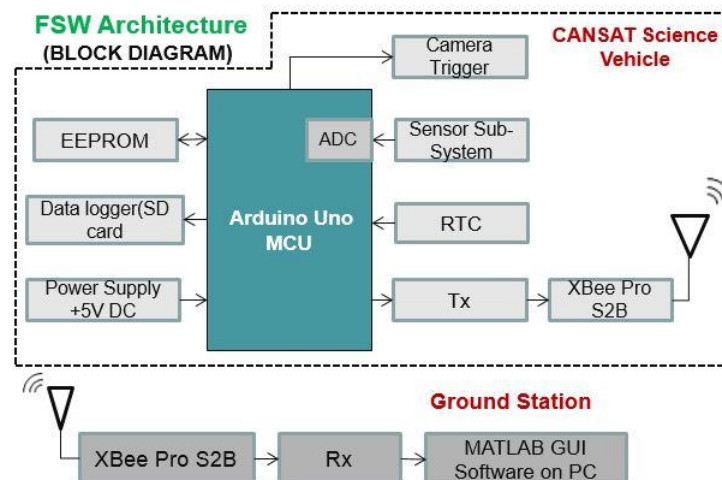 FSW Architecture
(BLOCK DIAGRAM)
CANSAT Science
Vehicle
Camera
Trigger
EEPROM
ADC
Sensor Sub-
System
Data logger(SD
card
Arduino Uno
MCU
RTC
Power Supply
+5V DC
Tx
XBee Pro
S2B
Ground Station
XBee Pro S2B
Rx
MATLAB GUI
Software on PC